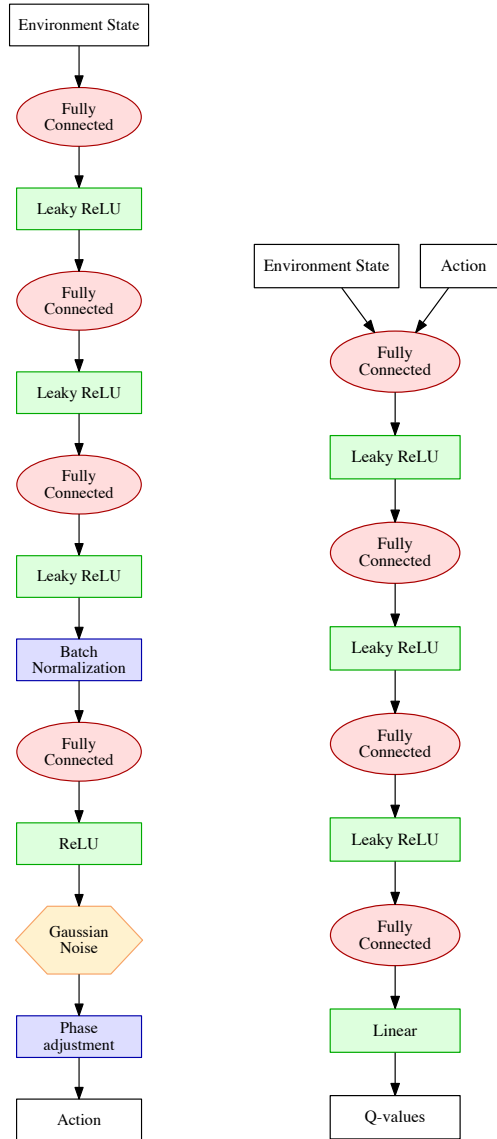 Environment State
Fully
Connected
Leaky ReLU
Fully
Connected
Leaky ReLU
Fully
Connected
Leaky ReLU
Batch
Normalization
Fully
Connected
ReLU
Gaussian
Noise
Phase
adjustment
Action
Environment State
Action
Fully
Connected
Leaky ReLU
Fully
Connected
Leaky ReLU
Fully
Connected
Leaky ReLU
Fully
Connected
Linear
Q-values